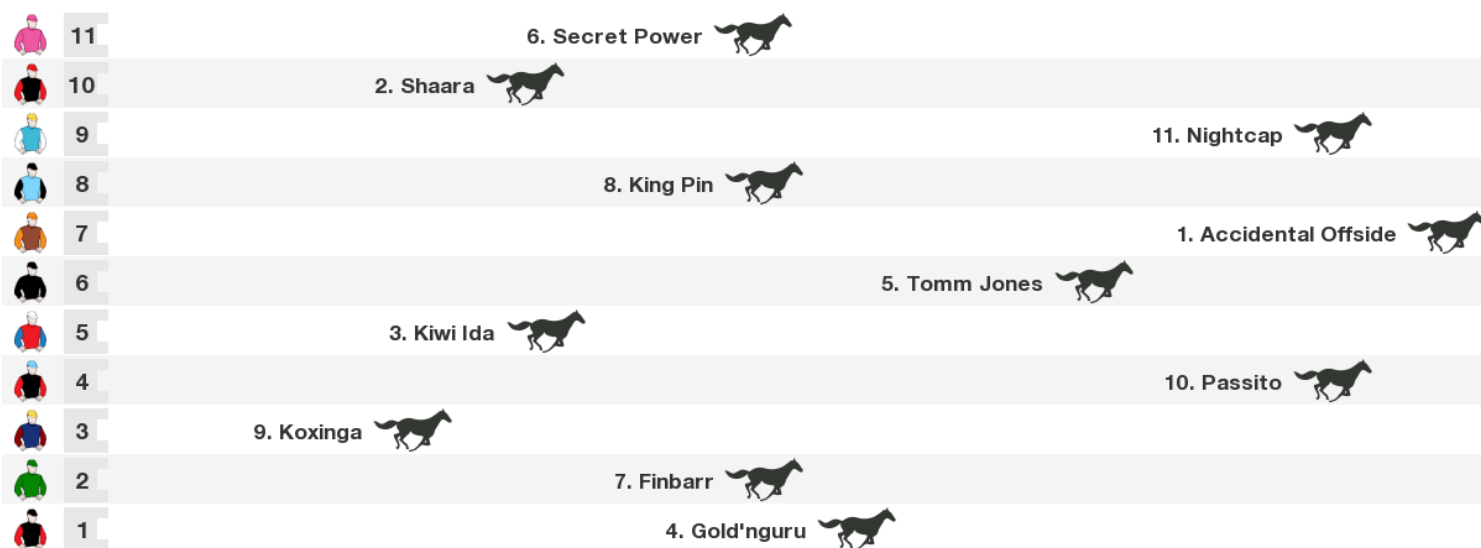 11 6. Secret Power
10 2. Shaara
9 11. Nightcap
8 8. King Pin
7 1. Accidental Offside
6 5. Tomm Jones
5 3. Kiwi Ida
4 10. Passito
3 9. Koxinga
2 7. Finbarr
1 4. Gold'nguru